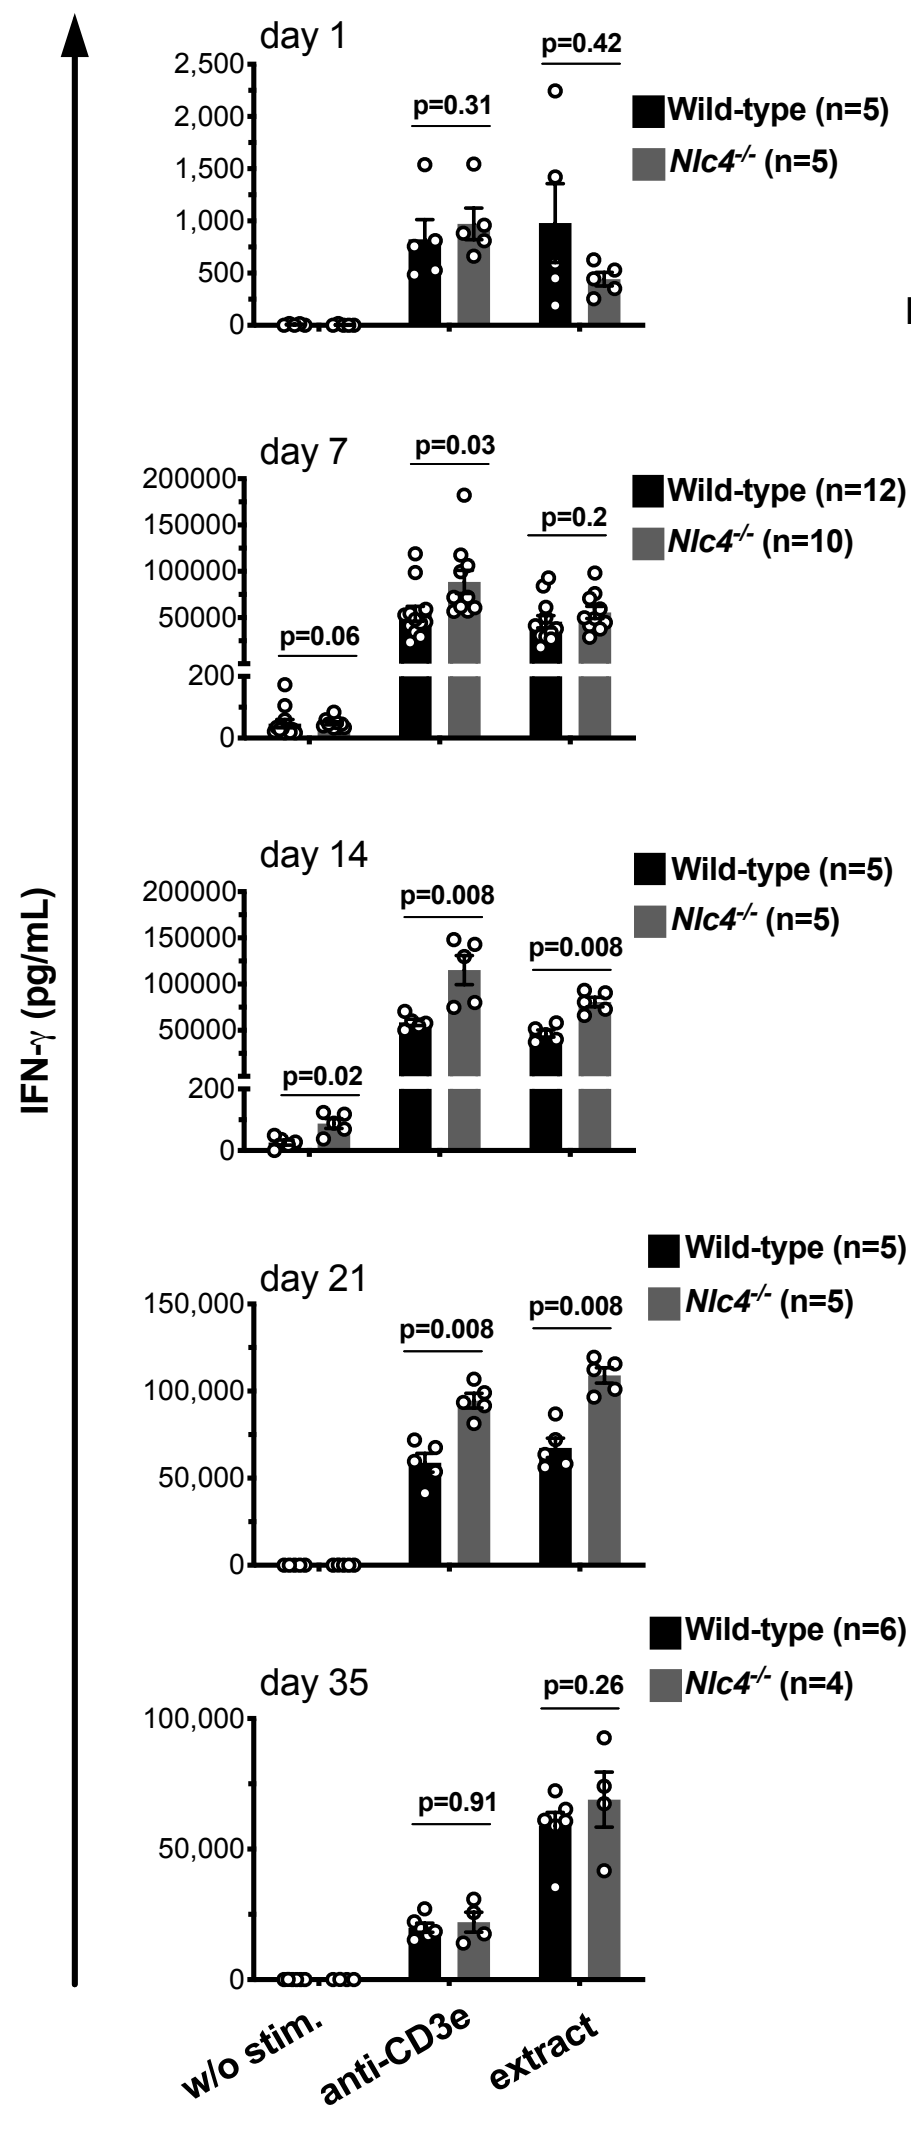 IFN-γ (pg/mL)
day 1
p=0.42
2,500
2,000
1,500
1,000
500
0
p=0.31
Wild-type (n=5)
Nlc4-/- (n=5)
day 7
p=0.03
200000
150000
100000
50000
200
0
p=0.2
p=0.06
Wild-type (n=12)
Nlc4-/- (n=10)
day 14
p=0.008
200000
150000
100000
50000
200
0
p=0.008
p=0.02
Wild-type (n=5)
Nlc4-/- (n=5)
day 21
p=0.008
p=0.008
150,000
100,000
50,000
0
Wild-type (n=5)
Nlc4-/- (n=5)
day 35
p=0.26
100,000
50,000
0
p=0.91
Wild-type (n=6)
Nlc4-/- (n=4)
w/o stim.
anti-CD3e
extract